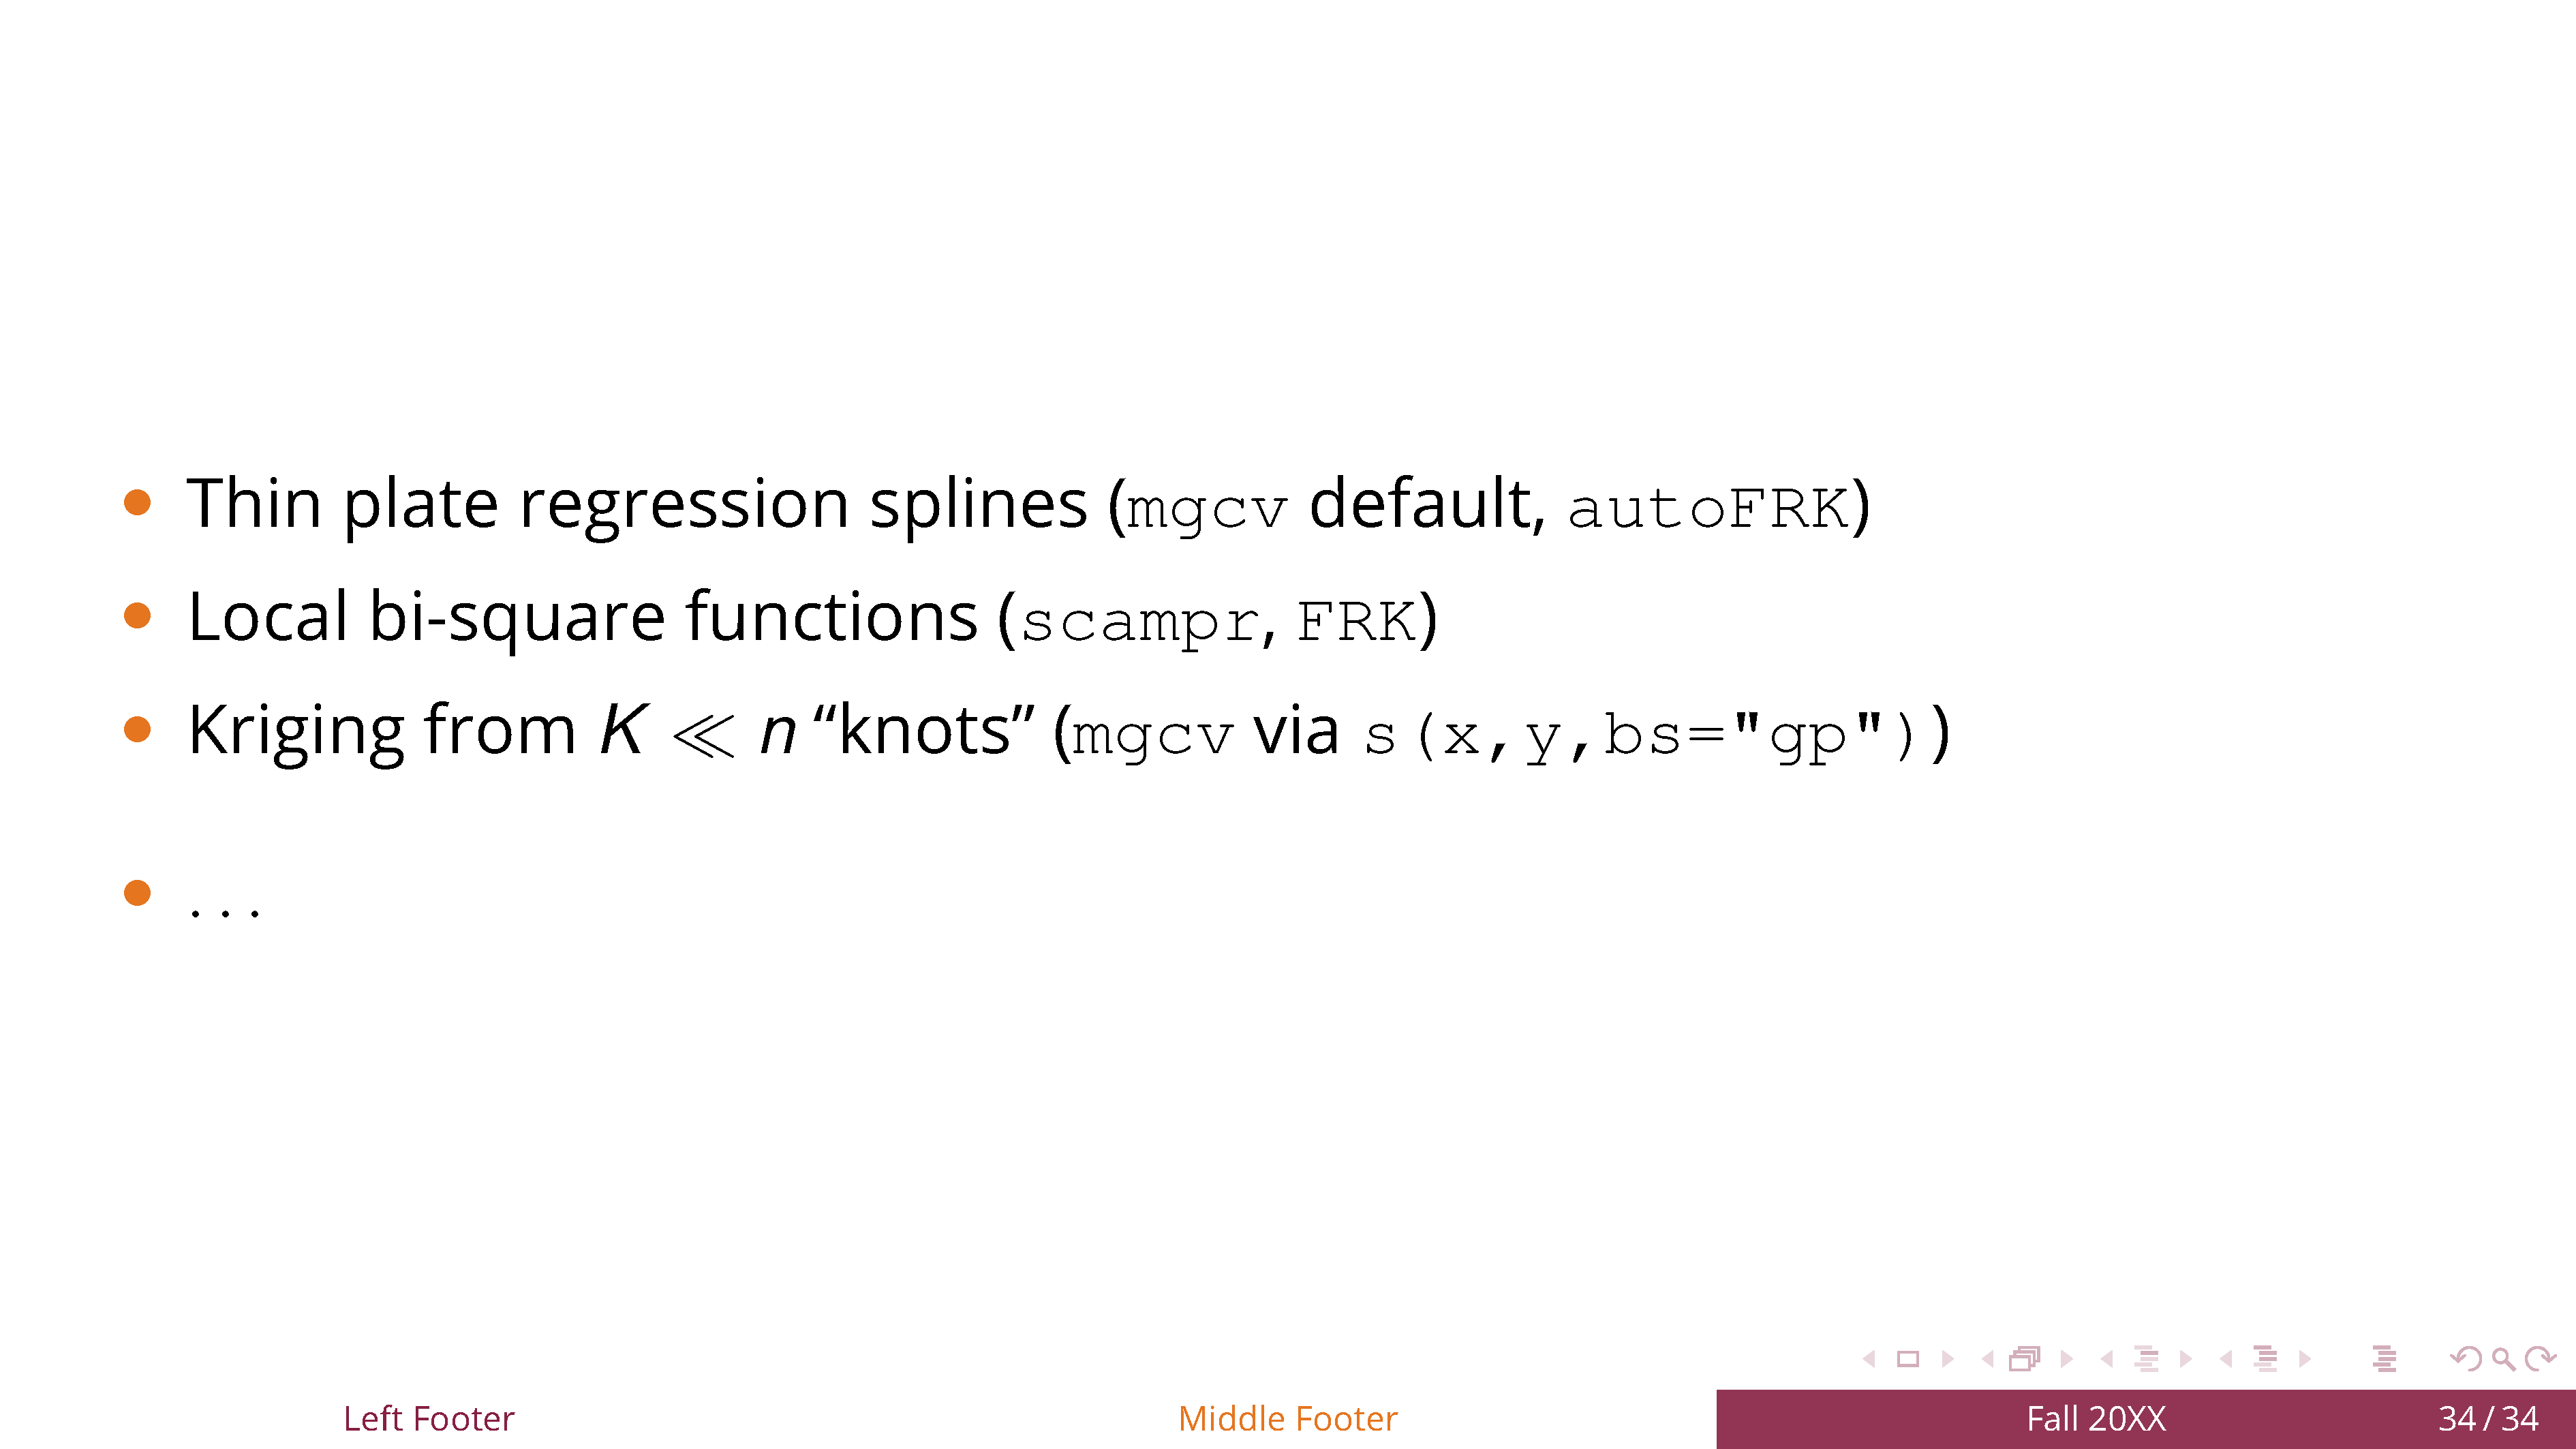 • Thin plate regression splines (mgcv default, autoFRK)
• Local bi-square functions (scampr, FRK)
• Kriging from K ≪ n “knots” (mgcv via s(x,y,bs="gp"))
• . . .
Left Footer Middle Footer Fall 20XX 34 / 34